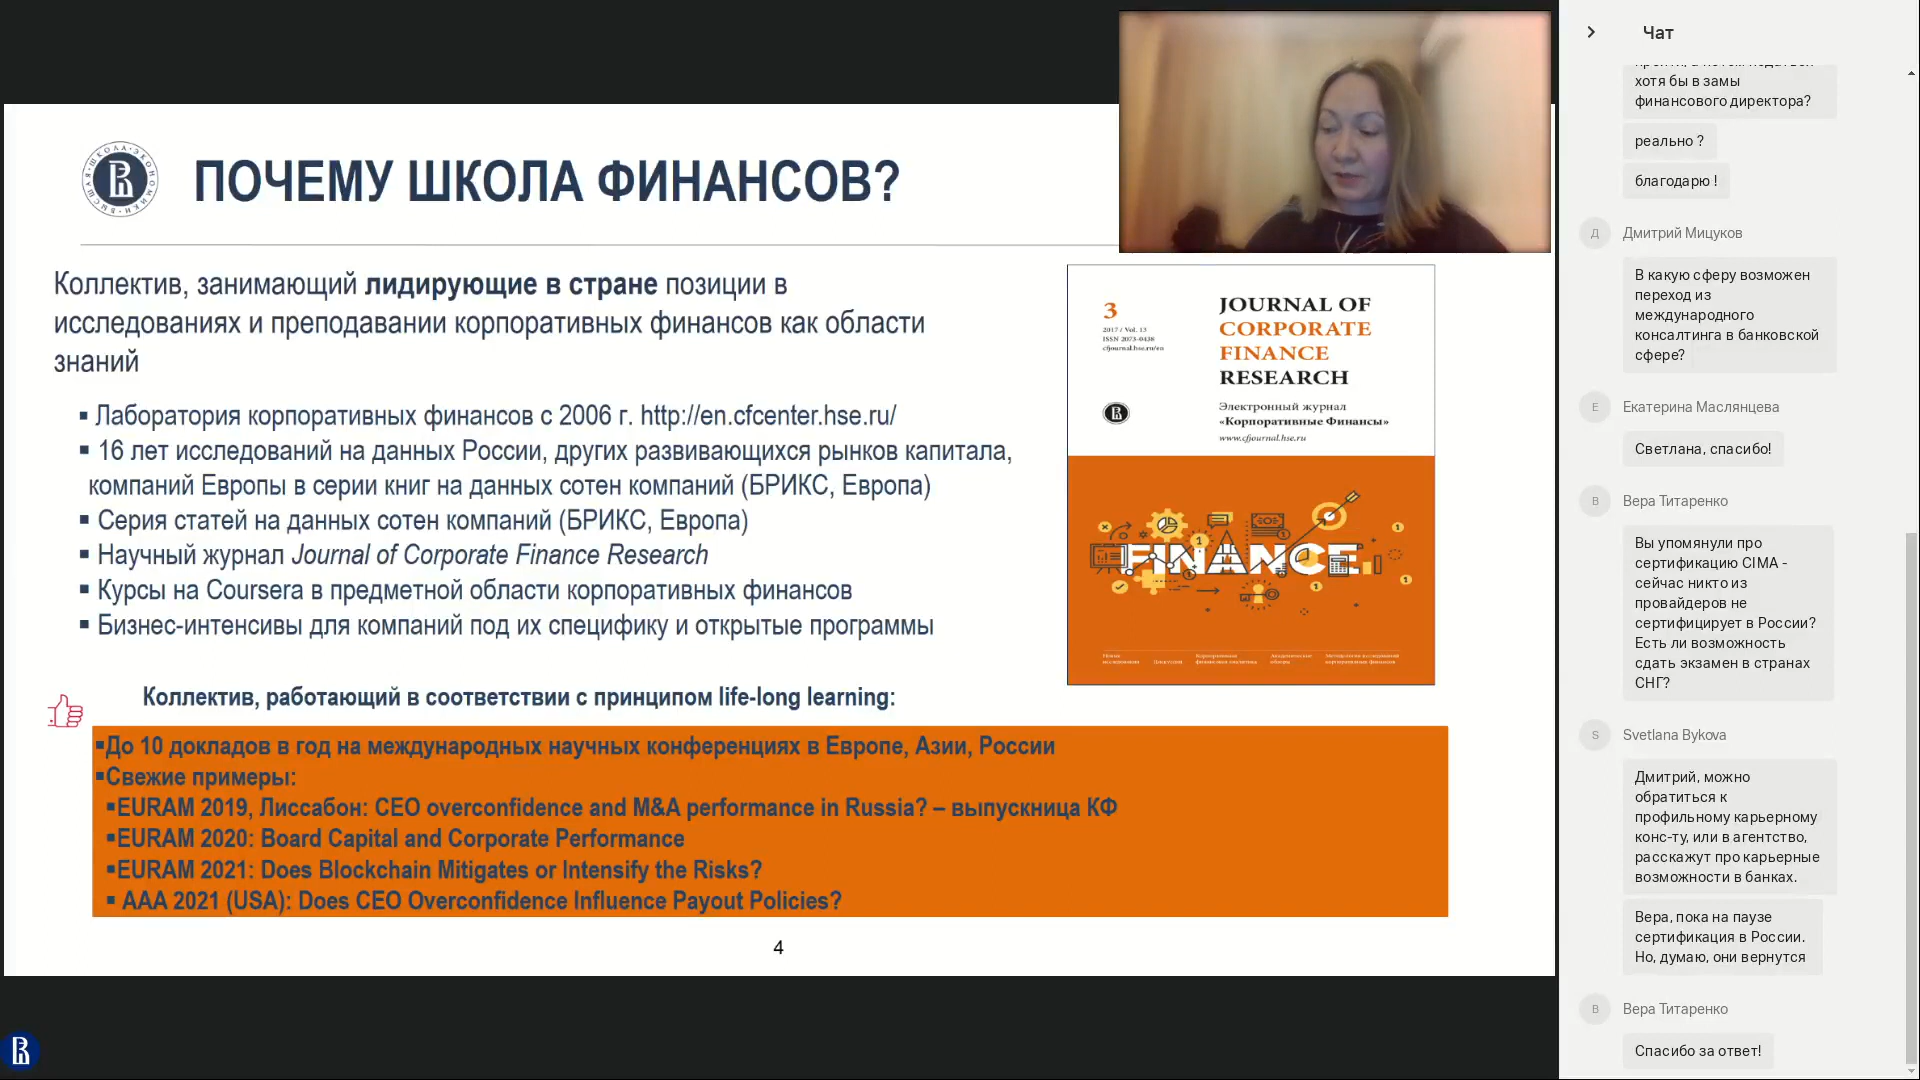 ПОЧЕМУ ШКОЛА ФИНАНСОВ?
Коллектив, занимающий лидирующие в стране позиции в
исследованиях и преподавании корпоративных финансов как области
знаний
▪ Лаборатория корпоративных финансов с 2006 г. http://en.cfcenter.hse.ru/
▪ 16 лет исследований на данных России, других развивающихся рынков капитала,
компаний Европы в серии книг на данных сотен компаний (БРИКС, Европа)
▪ Серия статей на данных сотен компаний (БРИКС, Европа)
▪ Научный журнал Journal of Corporate Finance Research
▪ Курсы на Coursera в предметной области корпоративных финансов
▪ Бизнес-интенсивы для компаний под их специфику и открытые программы
Коллектив, работающий в соответствии с принципом life-long learning:
▪До 10 докладов в год на международных научных конференциях в Европе, Азии, России
▪Свежие примеры:
▪EURAM 2019, Лиссабон: CEO overconfidence and M&A performance in Russia? – выпускница КФ
▪EURAM 2020: Board Capital and Corporate Performance
▪EURAM 2021: Does Blockchain Mitigates or Intensify the Risks?
▪ AAA 2021 (USA): Does CEO Overconfidence Influence Payout Policies?
4
3
2017 / Vol. 13
ISSN 2073-0438
cfjournal.hse.ru/en
JOURNAL OF
CORPORATE
FINANCE
RESEARCH
Электронный журнал
«Корпоративные Финансы»
www.cfjournal.hse.ru
FINANCE
Чат
хотя бы в замы
финансового директора?
реально ?
благодарю !
Д
Дмитрий Мицуков
В какую сферу возможен
переход из
международного
консалтинга в банковской
сфере?
Е
Екатерина Маслянцева
Светлана, спасибо!
В
Вера Титаренко
Вы упомянули про
сертификацию CIMA -
сейчас никто из
провайдеров не
сертифицирует в России?
Есть ли возможность
сдать экзамен в странах
СНГ?
S
Svetlana Bykova
Дмитрий, можно
обратиться к
профильному карьерному
конс-ту, или в агентство,
расскажут про карьерные
возможности в банках.
Вера, пока на паузе
сертификация в России.
Но, думаю, они вернутся
В
Вера Титаренко
Спасибо за ответ!